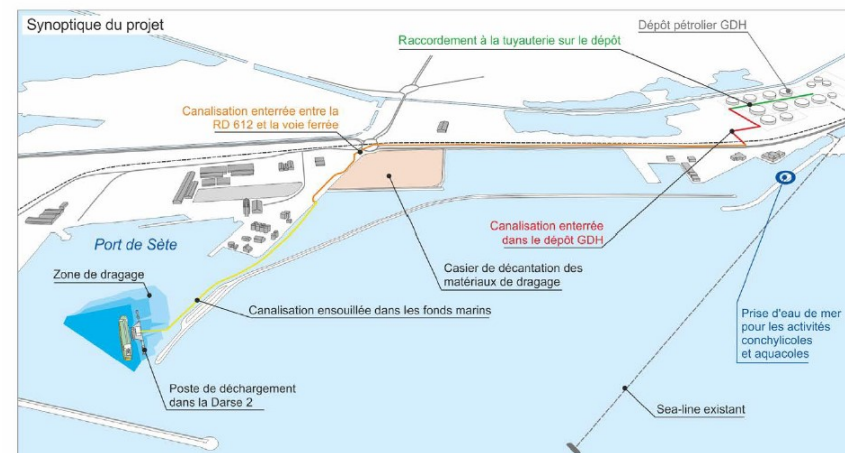 Synoptique du projet
Dépôt pétrolier GDH
Raccordement à la tuyauterie sur le dépôt
Canalisation enterrée entre la
RD 612 et la voie ferrée
Canalisation enterrée
dans le dépôt GDH
Port de Sète
Casier de décantation des
matériaux de dragage
Zone de dragage
Canalisation ensouillée dans les fonds marins
Prise d'eau de mer
pour les activités
conchylicoles
et aquacoles
Poste de déchargement
dans la Darse 2
Sea-line existant